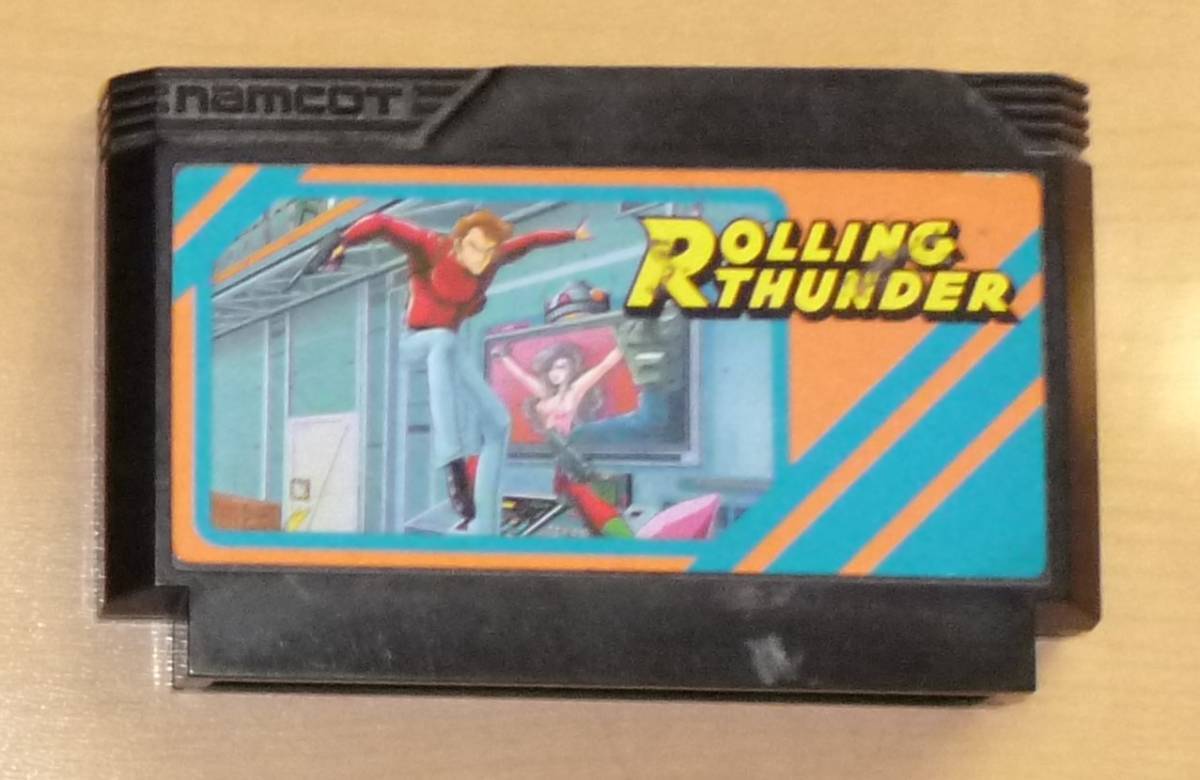 namcot
ROLLING
THUNDER